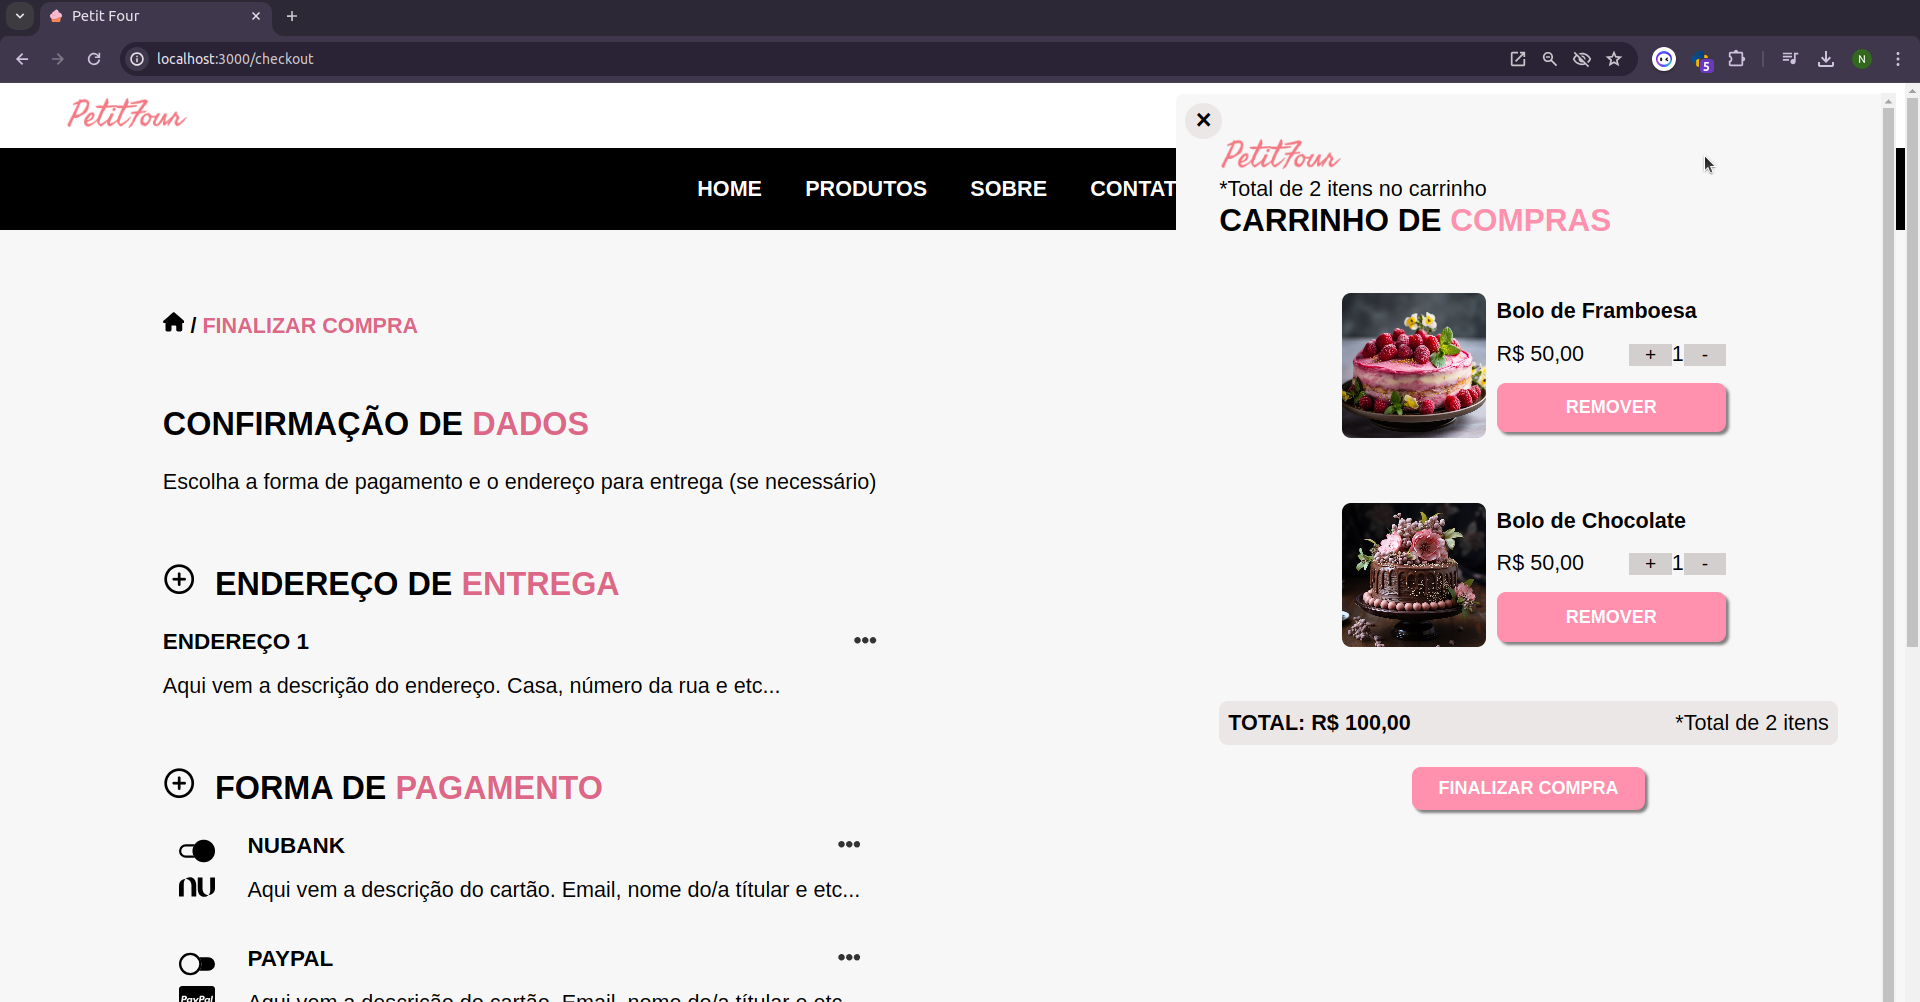 Petit Four
localhost:3000/checkout
5
N
PetitFour
HOME PRODUTOS SOBRE CONTAT
/ FINALIZAR COMPRA
CONFIRMAÇÃO DE DADOS
Escolha a forma de pagamento e o endereço para entrega (se necessário)
ENDEREÇO DE ENTREGA
ENDEREÇO 1
Aqui vem a descrição do endereço. Casa, número da rua e etc...
FORMA DE PAGAMENTO
NUBANK
nu
Aqui vem a descrição do cartão. Email, nome do/a títular e etc...
PAYPAL
PayPal
Aqui vem a descrição do cartão. Email, nome do/a títular e etc...
PetitFour
*Total de 2 itens no carrinho
CARRINHO DE COMPRAS
Bolo de Framboesa
R$ 50,00 + 1 -
REMOVER
Bolo de Chocolate
R$ 50,00 + 1 -
REMOVER
TOTAL: R$ 100,00 *Total de 2 itens
FINALIZAR COMPRA